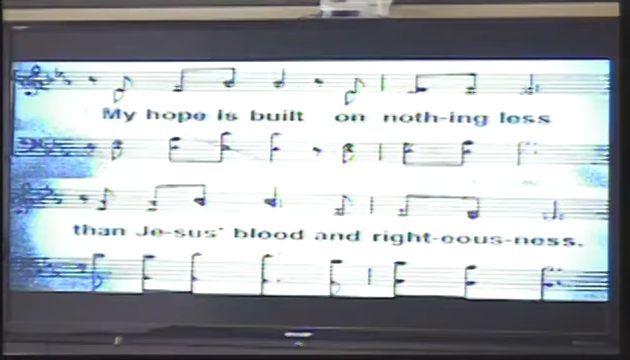 My hope is built on noth-ing less
than Je-sus' blood and right-eous-ness.